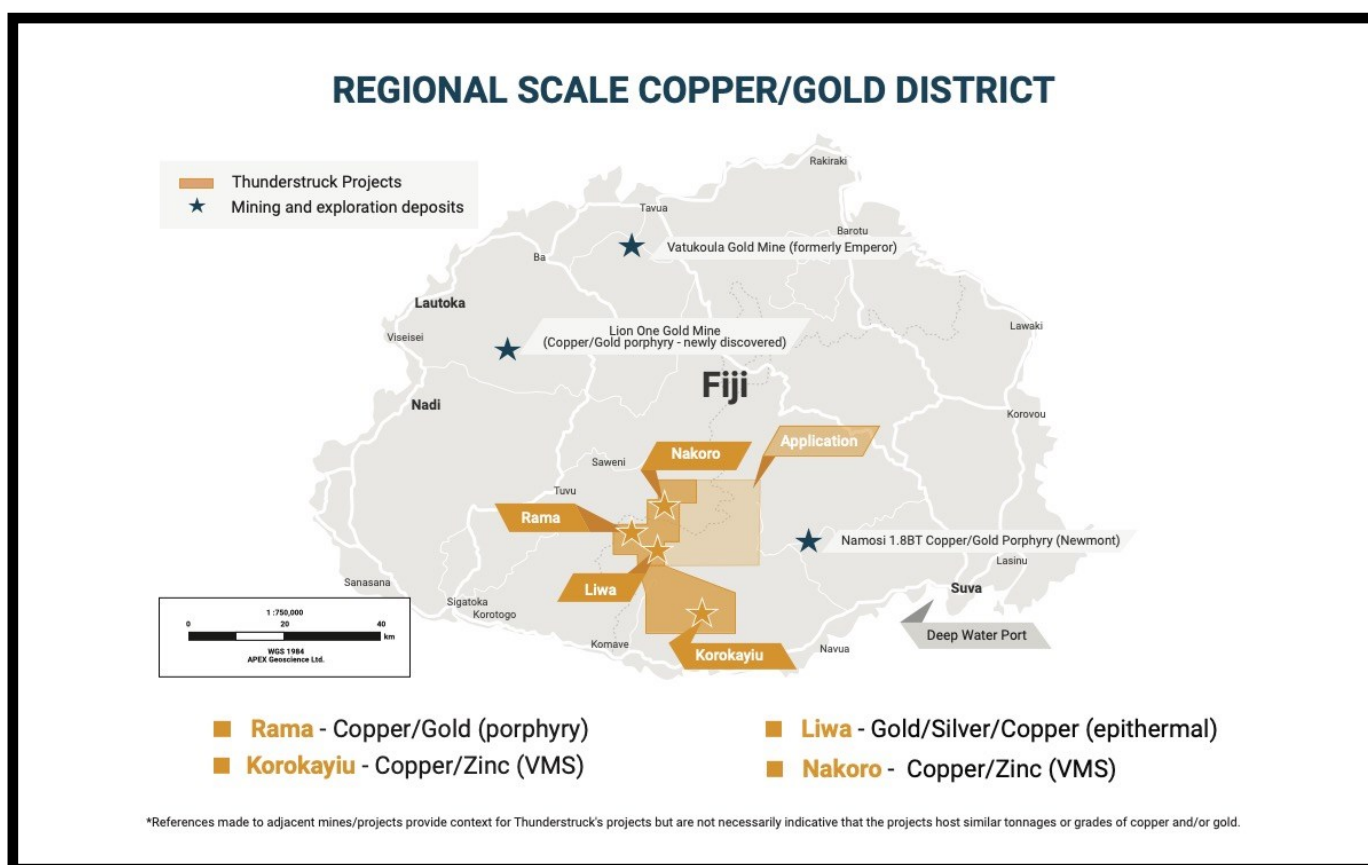 REGIONAL SCALE COPPER/GOLD DISTRICT
Thunderstruck Projects
Mining and exploration deposits
Rakiraki
Tavua
Barotu
Vatukoula Gold Mine (formerly Emperor)
Ba
Lautoka
Viseisei
Lion One Gold Mine
(Copper/Gold porphyry - newly discovered)
Lawaki
Fiji
Nadi
Korovou
Application
Nakoro
Saweni
Tuvu
Rama
Namosi 1.8BT Copper/Gold Porphyry (Newmont)
Lasinu
Liwa
Suva
Sanasana
Sigatoka
Korotogo
Deep Water Port
Komave
Navua
Korokayiu
1 :750,000
0 20 40
km
WGS 1984
APEX Geoscience Ltd.
Rama - Copper/Gold (porphyry)
Korokayiu - Copper/Zinc (VMS)
Liwa - Gold/Silver/Copper (epithermal)
Nakoro - Copper/Zinc (VMS)
*References made to adjacent mines/projects provide context for Thunderstruck's projects but are not necessarily indicative that the projects host similar tonnages or grades of copper and/or gold.